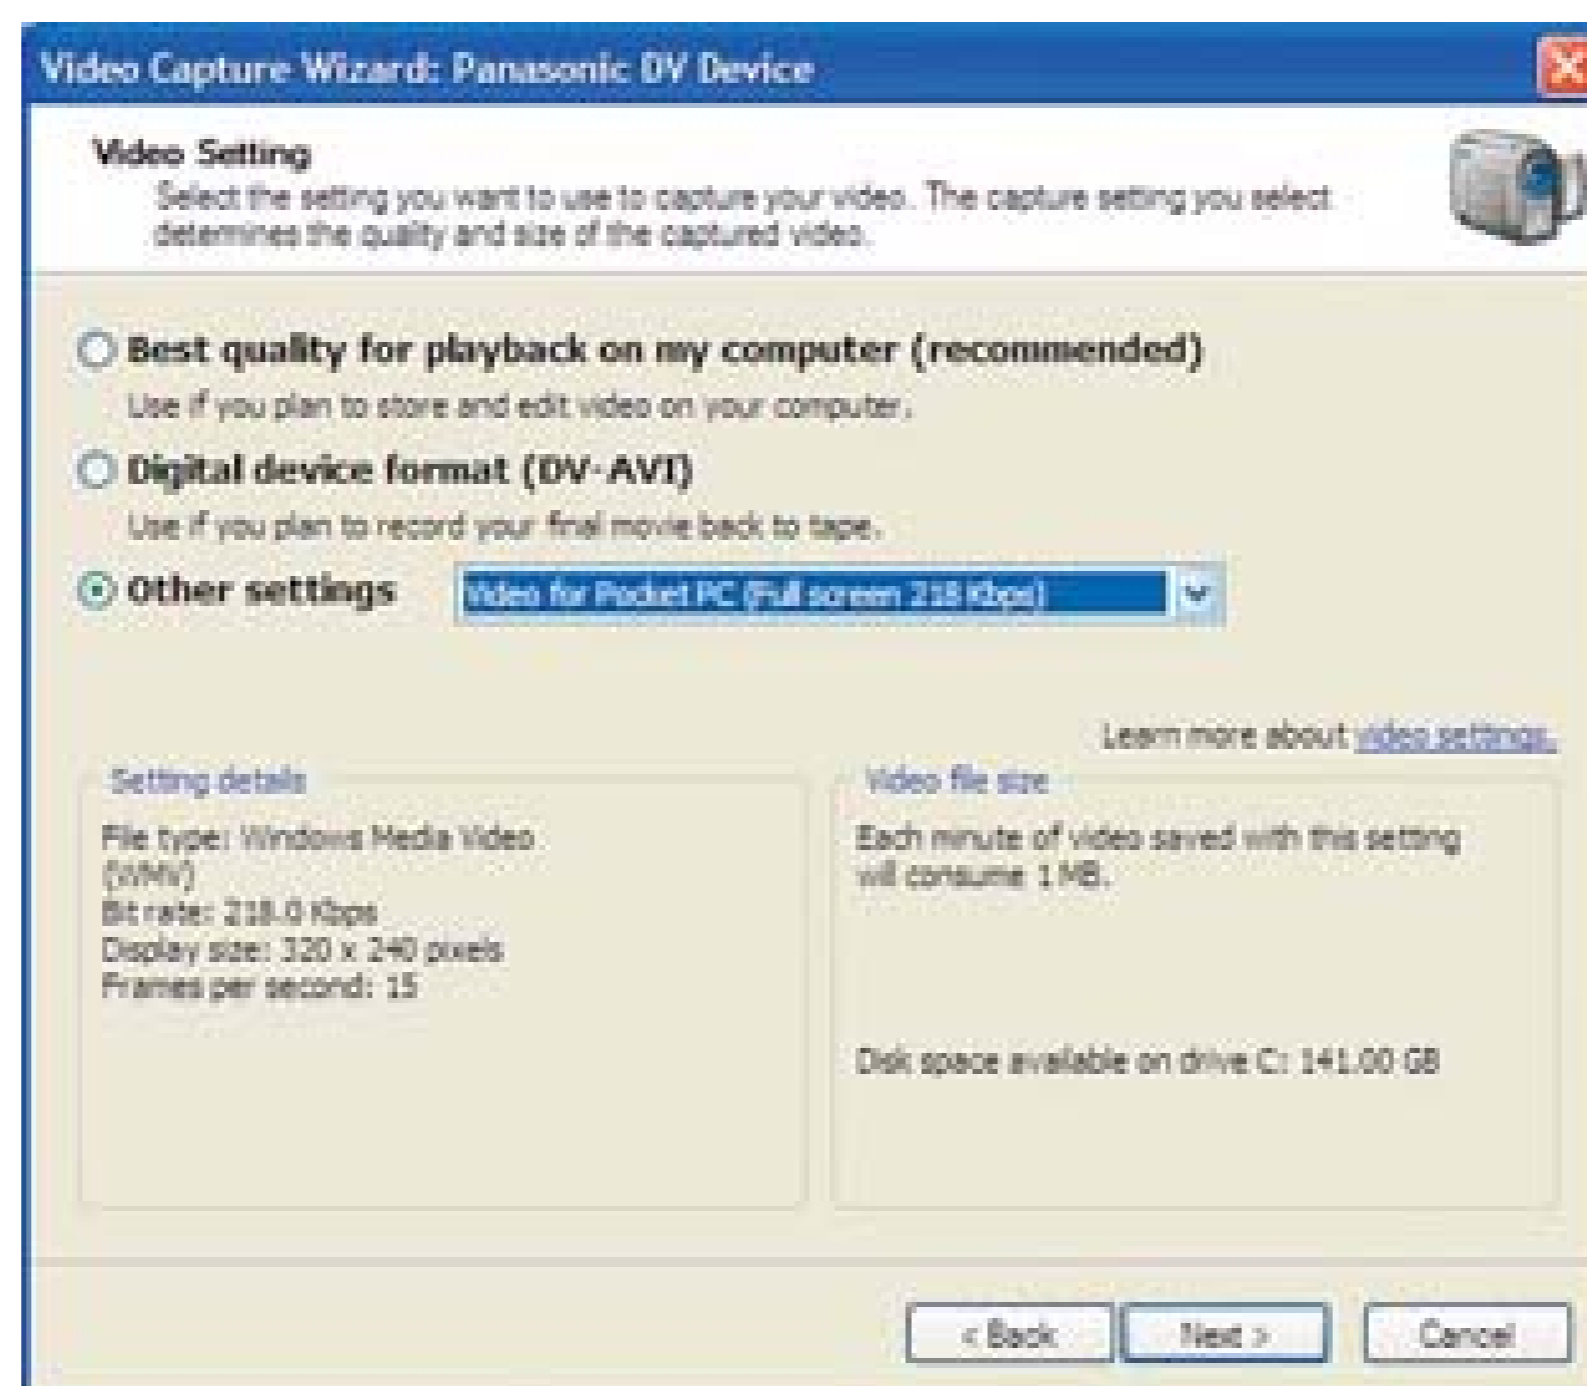 Video Capture Wizard: Panasonic DV Device
Video Setting
Select the setting you want to use to capture your video. The capture setting you select
determines the quality and size of the captured video.
Best quality for playback on my computer (recommended)
Use if you plan to store and edit video on your computer.
Digital device format (DV-AVI)
Use if you plan to record your final movie back to tape.
Other settings Video for Pocket PC (Full screen 218 Kbps)
Learn more about video settings.
Setting details
File type: Windows Media Video
(WMV)
Bit rate: 218.0 Kbps
Display size: 320 x 240 pixels
Frames per second: 15
Video file size
Each minute of video saved with this setting
will consume 1 MB.
Disk space available on drive C: 141.00 GB
< Back Next > Cancel